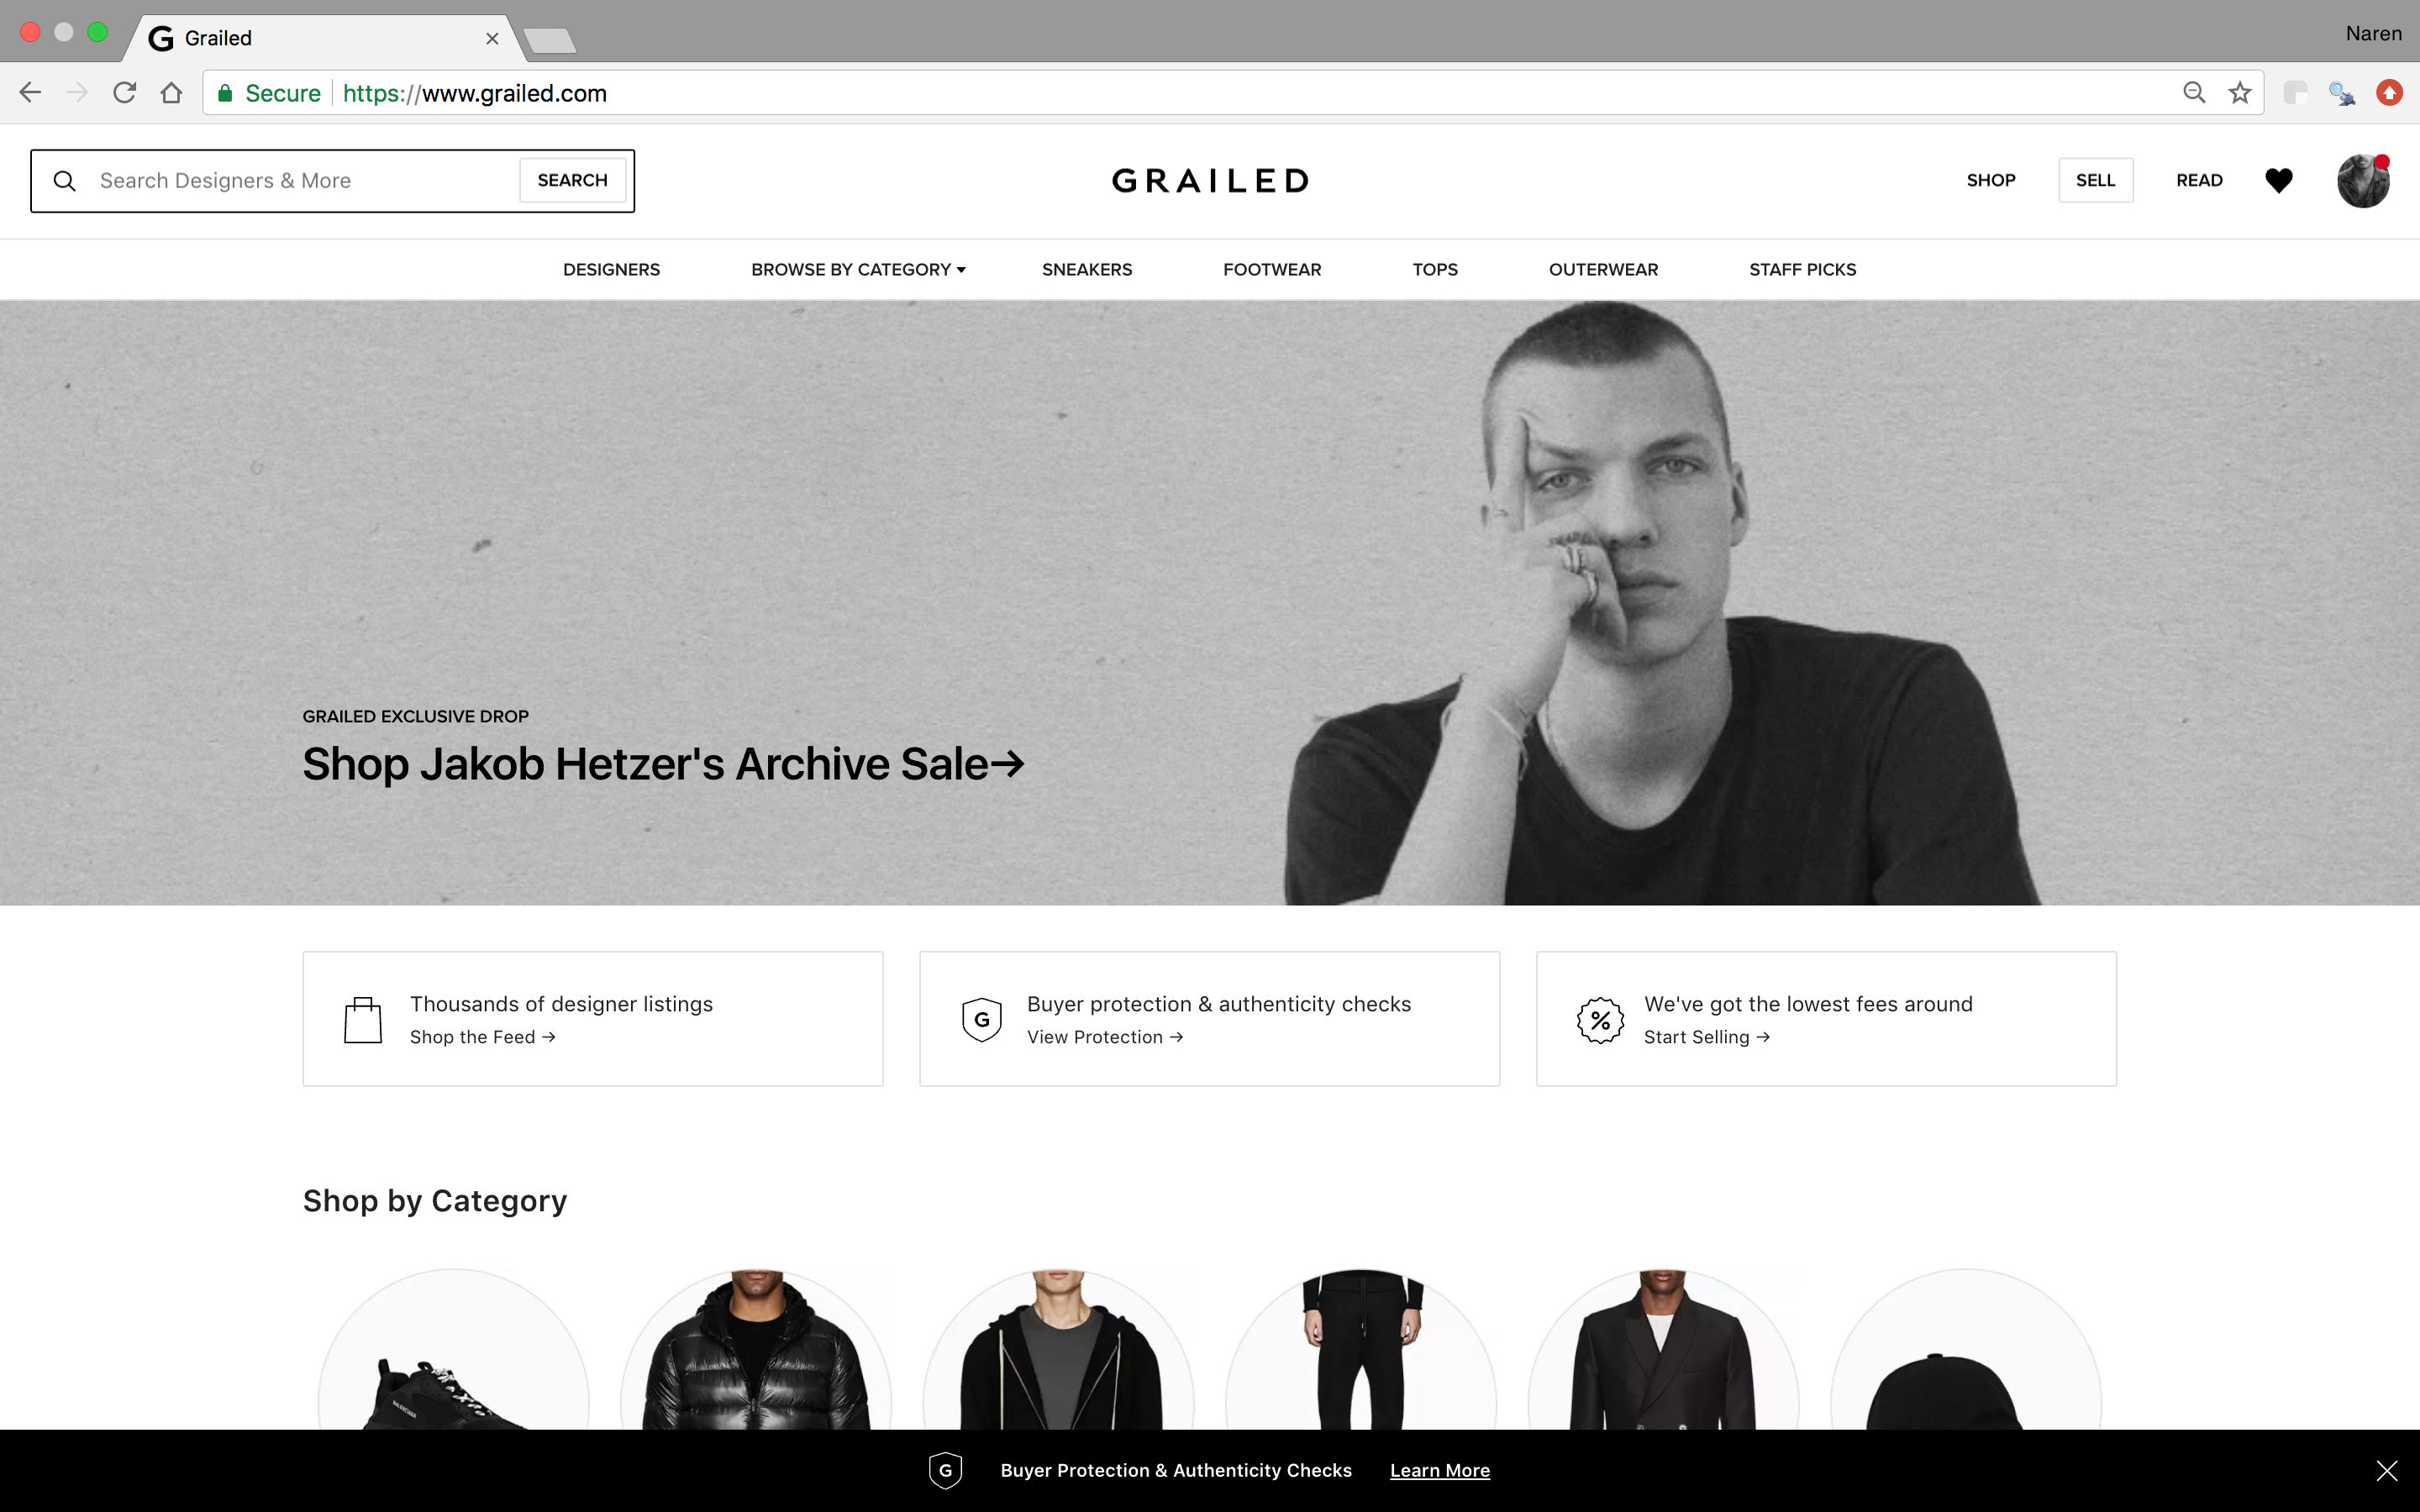 Grailed
Naren
Secure https://www.grailed.com
Search Designers & More
SEARCH
GRAILED
SHOP
SELL
READ
DESIGNERS
BROWSE BY CATEGORY
SNEAKERS
FOOTWEAR
TOPS
OUTERWEAR
STAFF PICKS
GRAILED EXCLUSIVE DROP
Shop Jakob Hetzer's Archive Sale→
Thousands of designer listings
Shop the Feed →
G
Buyer protection & authenticity checks
View Protection →
%
We've got the lowest fees around
Start Selling →
Shop by Category
BALENCIAGA
G
Buyer Protection & Authenticity Checks
Learn More